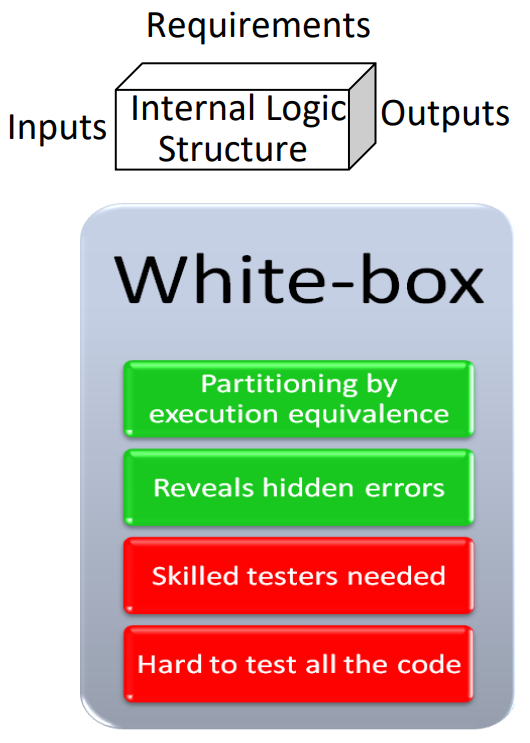 Requirements
Inputs
Internal Logic
Structure
Outputs
White-box
Partitioning by
execution equivalence
Reveals hidden errors
Skilled testers needed
Hard to test all the code